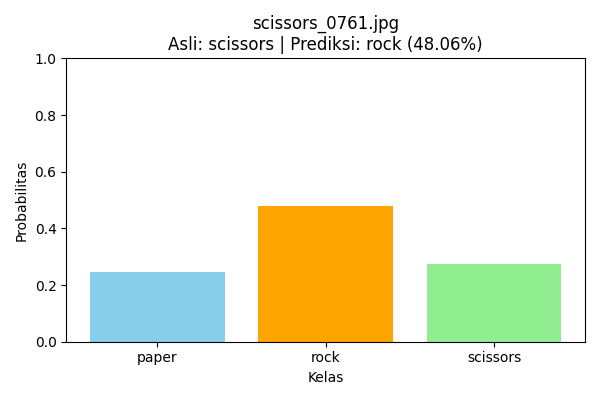 scissors_0761.jpg
Asli: scissors | Prediksi: rock (48.06%)
1.0
0.8
0.6
0.4
0.2
0.0
Probabilitas
paper rock scissors
Kelas